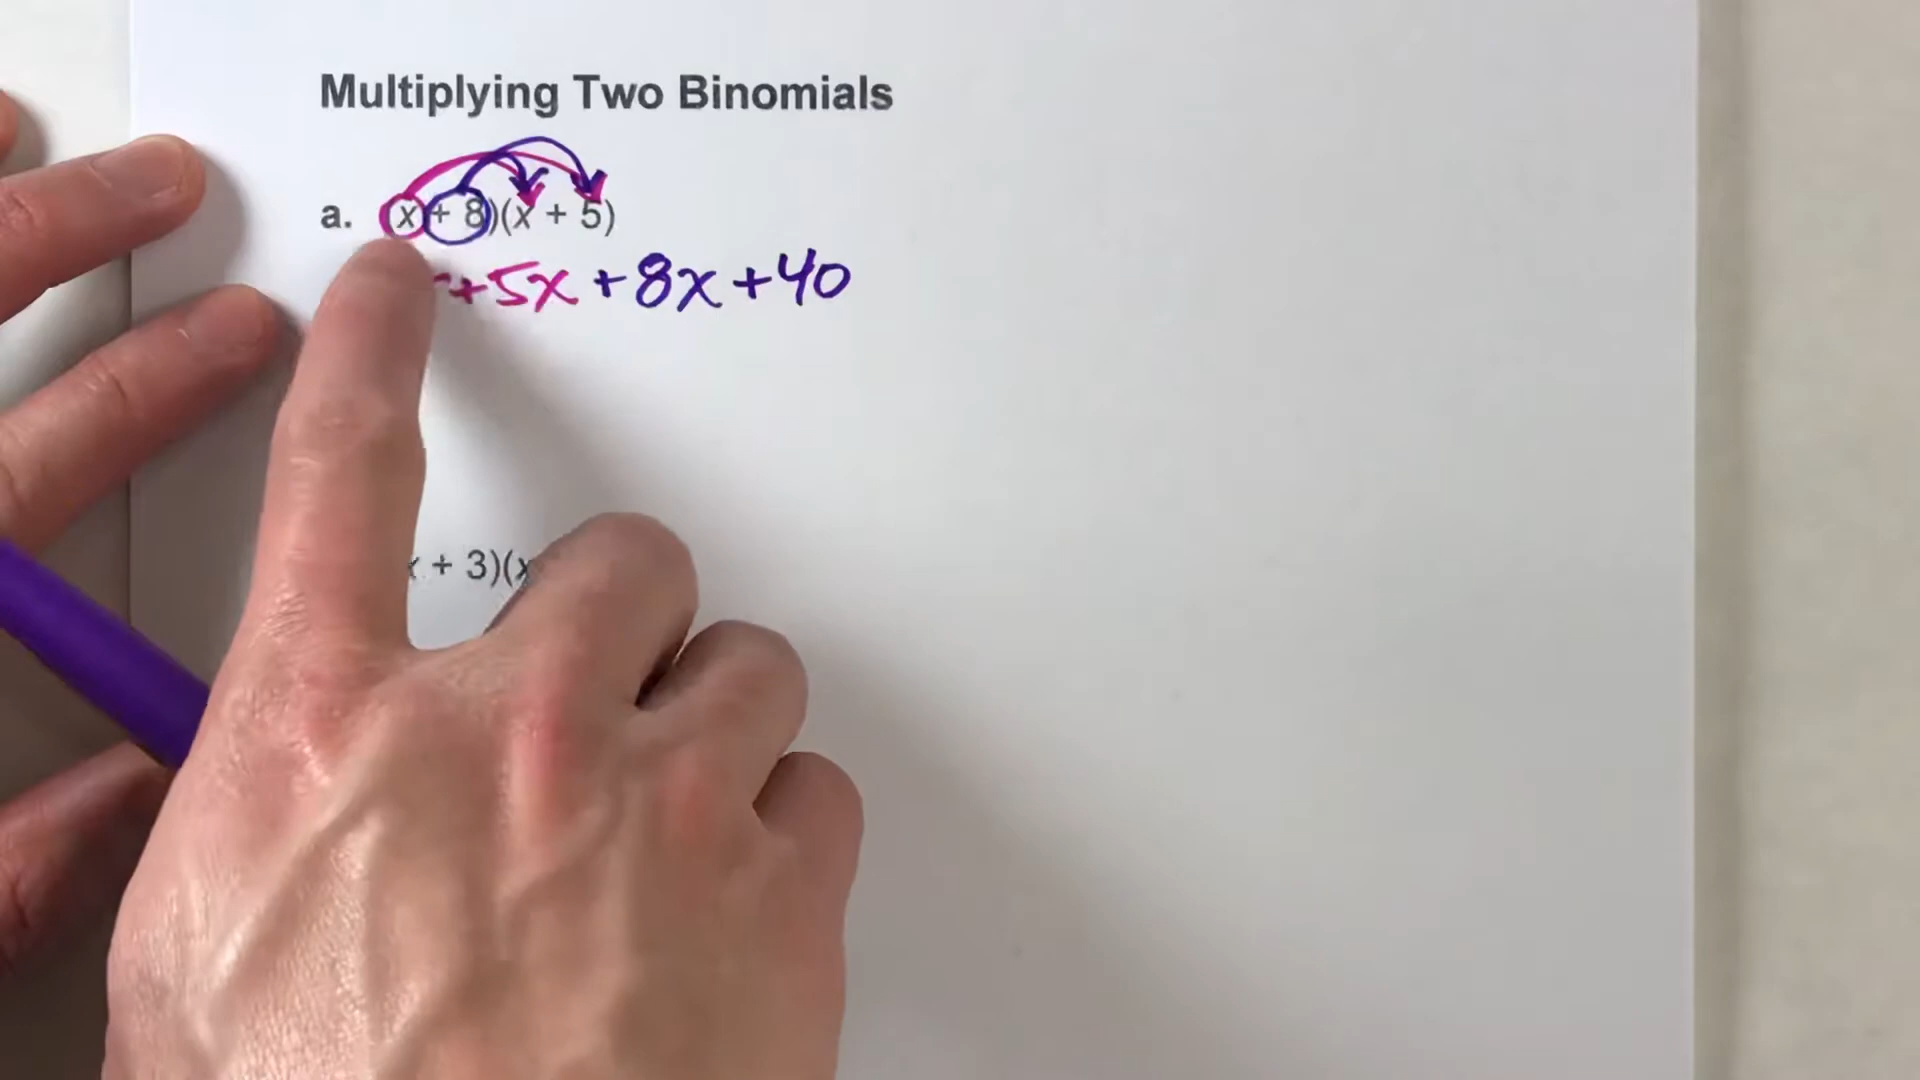 Multiplying Two Binomials
a. (x + 8)(x + 5)
+5x +8x +40
+ 3)(x